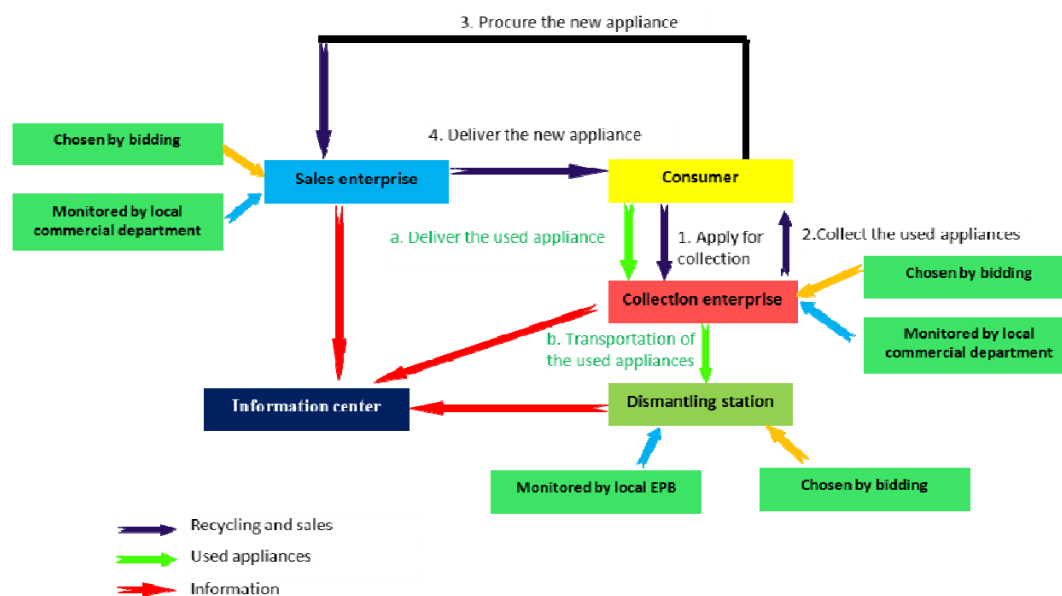 3. Procure the new appliance
Chosen by bidding
4. Deliver the new appliance
Sales enterprise
Consumer
Monitored by local
commercial department
a. Deliver the used appliance
1. Apply for
collection
2.Collect the used appliances
Chosen by bidding
Collection enterprise
Monitored by local
commercial department
b. Transportation of
the used appliances
Information center
Dismantling station
Monitored by local EPB
Chosen by bidding
Recycling and sales
Used appliances
Information